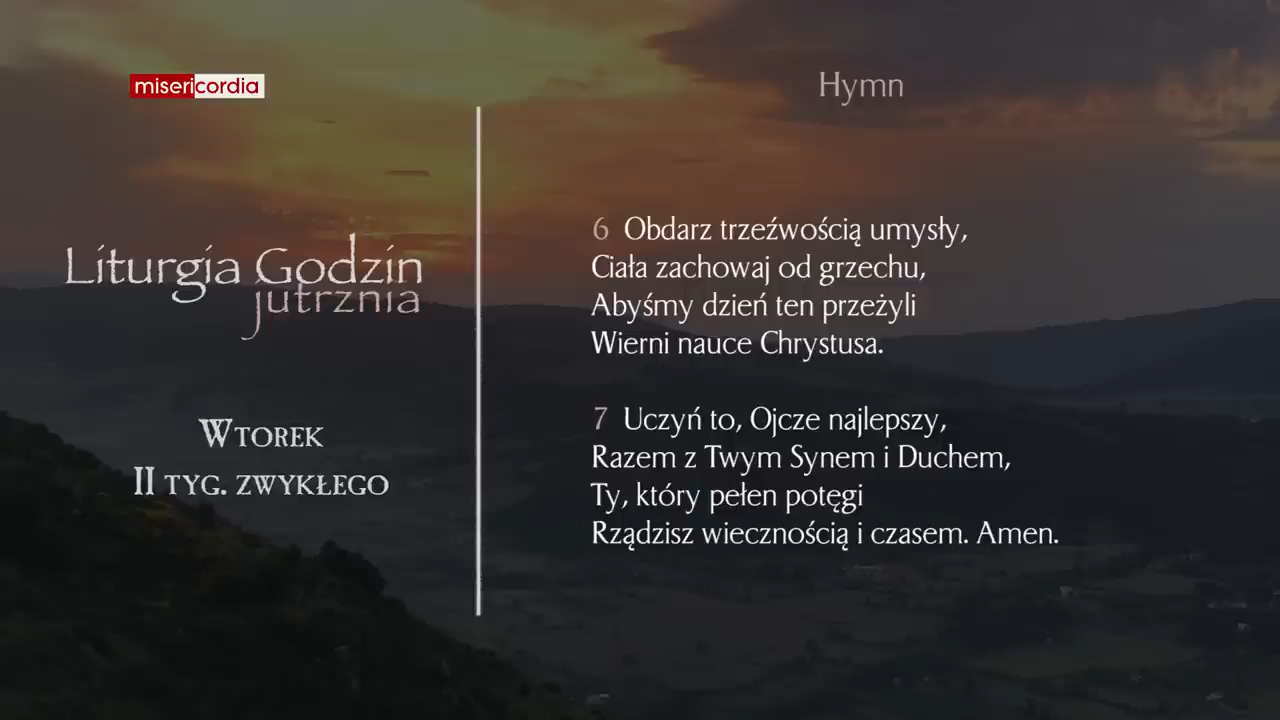 misericordia
Hymn
Liturgia Godzin
jutrznia
Wtorek
II tyg. zwykłego
6 Obdarz trzeźwością umysły,
Ciała zachowaj od grzechu,
Abyśmy dzień ten przeżyli
Wierni nauce Chrystusa.
7 Uczyń to, Ojcze najlepszy,
Razem z Twym Synem i Duchem,
Ty, który pełen potęgi
Rządzisz wiecznością i czasem. Amen.